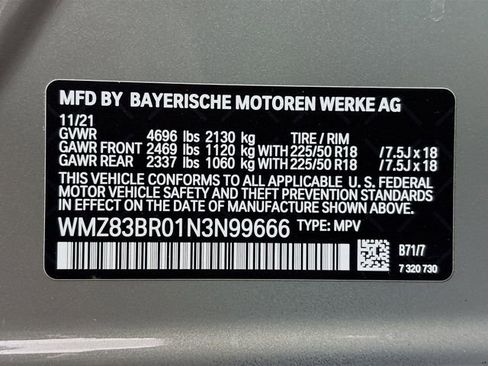 MFD BY BAYERISCHE MOTOREN WERKE AG
11/21
GVWR 4696 lbs 2130 kg TIRE / RIM
GAWR FRONT 2469 lbs 1120 kg WITH 225/50 R18 / 7.5J x 18
GAWR REAR 2337 lbs 1060 kg WITH 225/50 R18 / 7.5J x 18
THIS VEHICLE CONFORMS TO ALL APPLICABLE U. S. FEDERAL
MOTOR VEHICLE SAFETY AND THEFT PREVENTION STANDARDS
IN EFFECT ON THE DATE OF MANUFACTURE SHOWN ABOVE.
WMZ83BR01N3N99666 TYPE: MPV
B71/7
7 320 730